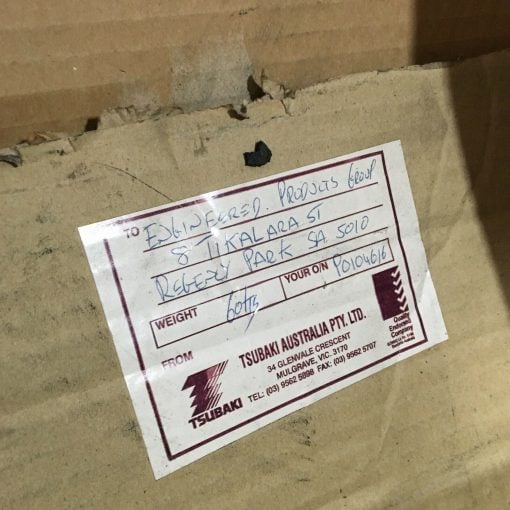 TO ENGINEERED. PRODUCTS GROUP
8 TIKALARA ST
REGENCY PARK SA 5010
WEIGHT 60kg YOUR O/N PO104616
FROM
TSUBAKI AUSTRALIA PTY. LTD.
34 GLENVALE CRESCENT
MULGRAVE, VIC. 3170
TEL: (03) 9562 5898 FAX: (03) 9562 5707
TSUBAKI
Quality
Endorsed
Company